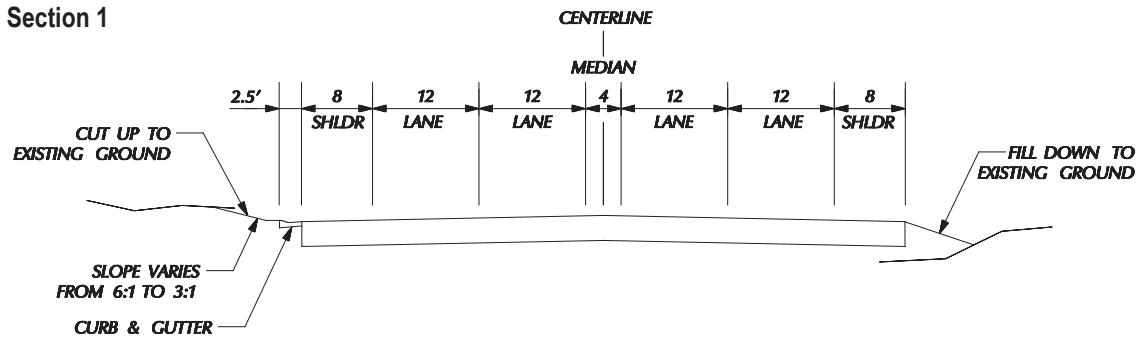 Section 1
CENTERLINE
MEDIAN
2.5' 8 12 12 4 12 12 8
SHLDR LANE LANE LANE LANE SHLDR
CUT UP TO
EXISTING GROUND
FILL DOWN TO
EXISTING GROUND
SLOPE VARIES
FROM 6:1 TO 3:1
CURB & GUTTER